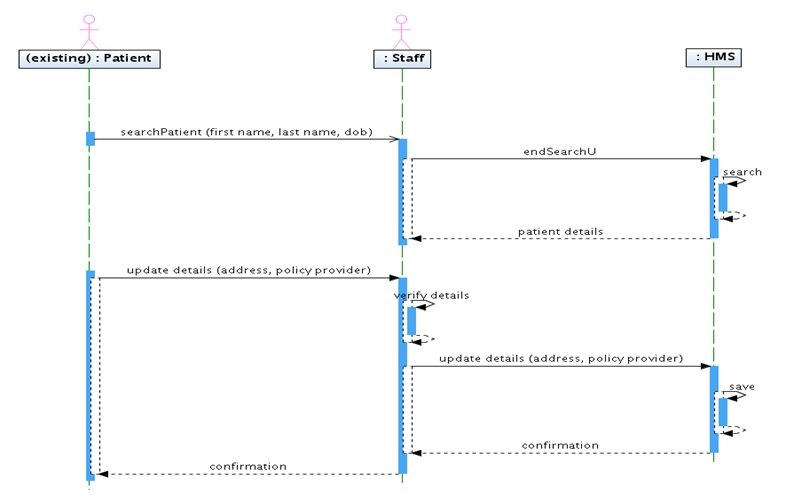 (existing) : Patient
: Staff
: HMS
searchPatient (first name, last name, dob)
endSearchU
search
patient details
update details (address, policy provider)
verify details
update details (address, policy provider)
save
confirmation
confirmation